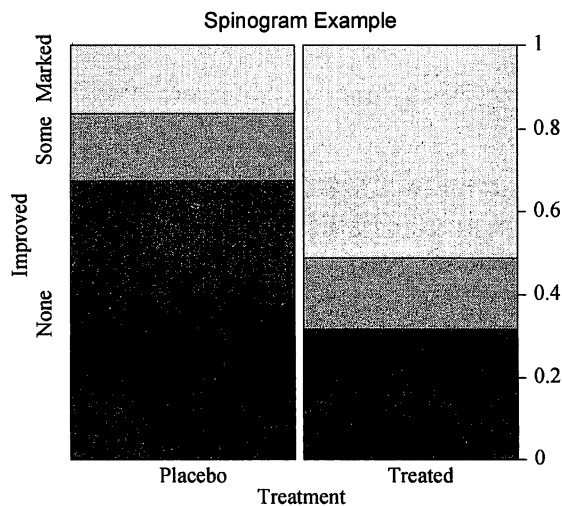 Spinogram Example
Marked
Some
None
Improved
1
0.8
0.6
0.4
0.2
0
Placebo
Treated
Treatment